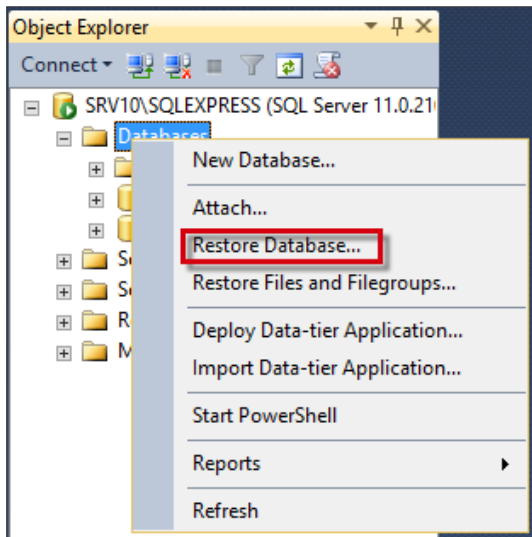 Object Explorer
Connect
SRV10\SQLEXPRESS (SQL Server 11.0.21
Databases
New Database...
Attach...
Restore Database...
Restore Files and Filegroups...
Deploy Data-tier Application...
Import Data-tier Application...
Start PowerShell
Reports
Refresh